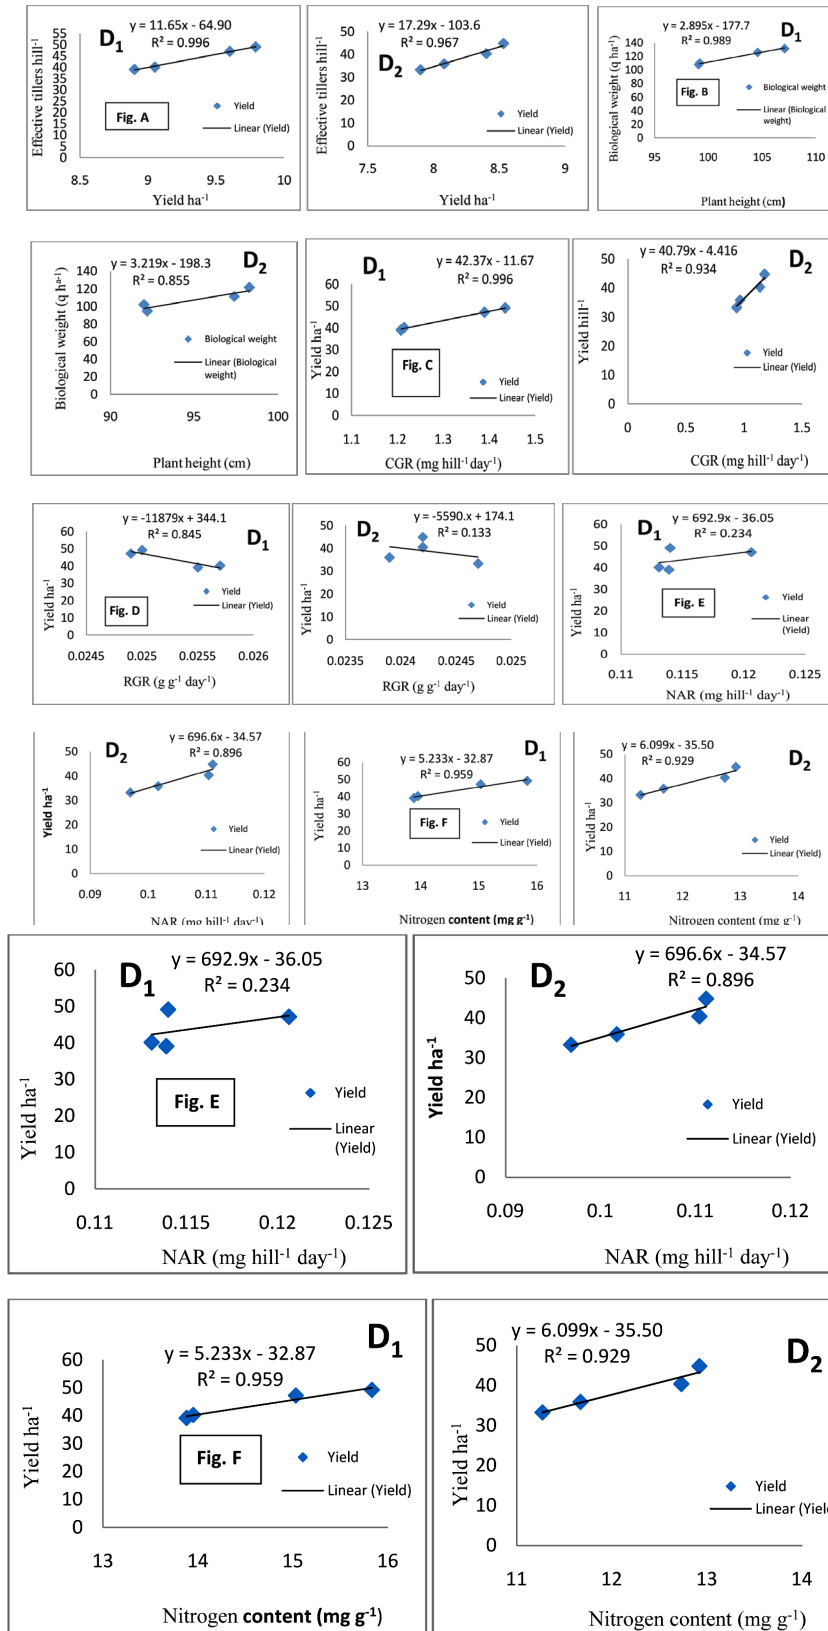 y = 11.65x - 64.90
R² = 0.996
D₁
Effective tillers hill⁻¹
55
50
45
40
35
30
25
20
15
10
5
0
Fig. A
Yield
Linear (Yield)
8.5 9 9.5 10
Yield ha⁻¹
y = 17.29x - 103.6
R² = 0.967
D₂
Effective tillers hill⁻¹
50
40
30
20
10
0
Yield
Linear (Yield)
7.5 8 8.5 9
Yield ha⁻¹
y = 2.895x - 177.7
R² = 0.989
D₁
Biological weight (q ha⁻¹)
140
120
100
80
60
40
20
0
Fig. B
Biological weight
Linear (Biological
weight)
95 100 105 110
Plant height (cm)
y = 3.219x - 198.3
R² = 0.855
D₂
Biological weight (q ha⁻¹)
140
120
100
80
60
40
20
0
Biological weight
Linear (Biological
weight)
90 95 100
Plant height (cm)
D₁
y = 42.37x - 11.67
R² = 0.996
Yield ha⁻¹
60
50
40
30
20
10
0
Fig. C
Yield
Linear (Yield)
1.1 1.2 1.3 1.4 1.5
CGR (mg hill⁻¹ day⁻¹)
y = 40.79x - 4.416
R² = 0.934
D₂
Yield hill⁻¹
50
40
30
20
10
0
Yield
Linear (Yield)
0 0.5 1 1.5
CGR (mg hill⁻¹ day⁻¹)
y = -11879x + 344.1
R² = 0.845
D₁
Yield ha⁻¹
60
50
40
30
20
10
0
Fig. D
Yield
Linear (Yield)
0.0245 0.025 0.0255 0.026
RGR (g g⁻¹ day⁻¹)
y = -5590.x + 174.1
R² = 0.133
D₂
Yield ha⁻¹
50
40
30
20
10
0
Yield
Linear (Yield)
0.0235 0.024 0.0245 0.025
RGR (g g⁻¹ day⁻¹)
y = 692.9x - 36.05
R² = 0.234
D₁
Yield ha⁻¹
60
50
40
30
20
10
0
Fig. E
Yield
Linear
(Yield)
0.11 0.115 0.12 0.125
NAR (mg hill⁻¹ day⁻¹)
y = 696.6x - 34.57
R² = 0.896
D₂
Yield ha⁻¹
50
40
30
20
10
0
Yield
Linear (Yield)
0.09 0.1 0.11 0.12
NAR (mg hill⁻¹ day⁻¹)
y = 5.233x - 32.87
R² = 0.959
D₁
Yield ha⁻¹
60
50
40
30
20
10
0
Fig. F
Yield
Linear (Yield)
13 14 15 16
Nitrogen content (mg g⁻¹)
y = 6.099x - 35.50
R² = 0.929
D₂
Yield ha⁻¹
50
40
30
20
10
0
Yield
Linear (Yield)
11 12 13 14
Nitrogen content (mg g⁻¹)
y = 692.9x - 36.05
R² = 0.234
D₁
Yield ha⁻¹
60
50
40
30
20
10
0
Fig. E
Yield
Linear
(Yield)
0.11 0.115 0.12 0.125
NAR (mg hill⁻¹ day⁻¹)
y = 696.6x - 34.57
R² = 0.896
D₂
Yield ha⁻¹
50
40
30
20
10
0
Yield
Linear (Yield)
0.09 0.1 0.11 0.12
NAR (mg hill⁻¹ day⁻¹)
y = 5.233x - 32.87
R² = 0.959
D₁
Yield ha⁻¹
60
50
40
30
20
10
0
Fig. F
Yield
Linear (Yield)
13 14 15 16
Nitrogen content (mg g⁻¹)
y = 6.099x - 35.50
R² = 0.929
D₂
Yield ha⁻¹
50
40
30
20
10
0
Yield
Linear (Yield
11 12 13 14
Nitrogen content (mg g⁻¹)